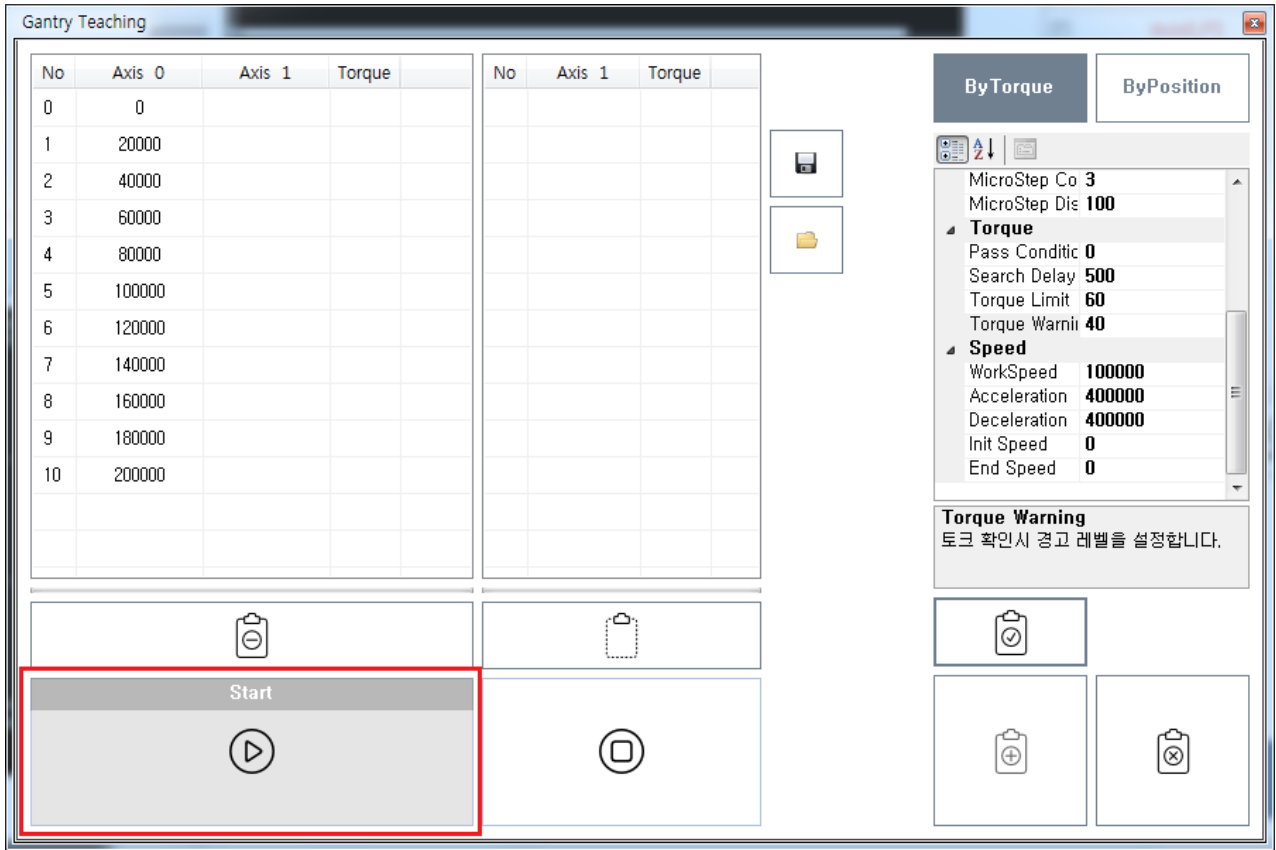 Gantry Teaching
No Axis 0 Axis 1 Torque
0 0
1 20000
2 40000
3 60000
4 80000
5 100000
6 120000
7 140000
8 160000
9 180000
10 200000
No Axis 1 Torque
Start
ByTorque ByPosition
MicroStep Co 3
MicroStep Dis 100
Torque
Pass Conditic 0
Search Delay 500
Torque Limit 60
Torque Warnii 40
Speed
WorkSpeed 100000
Acceleration 400000
Deceleration 400000
Init Speed 0
End Speed 0
Torque Warning
토크 확인시 경고 레벨을 설정합니다.